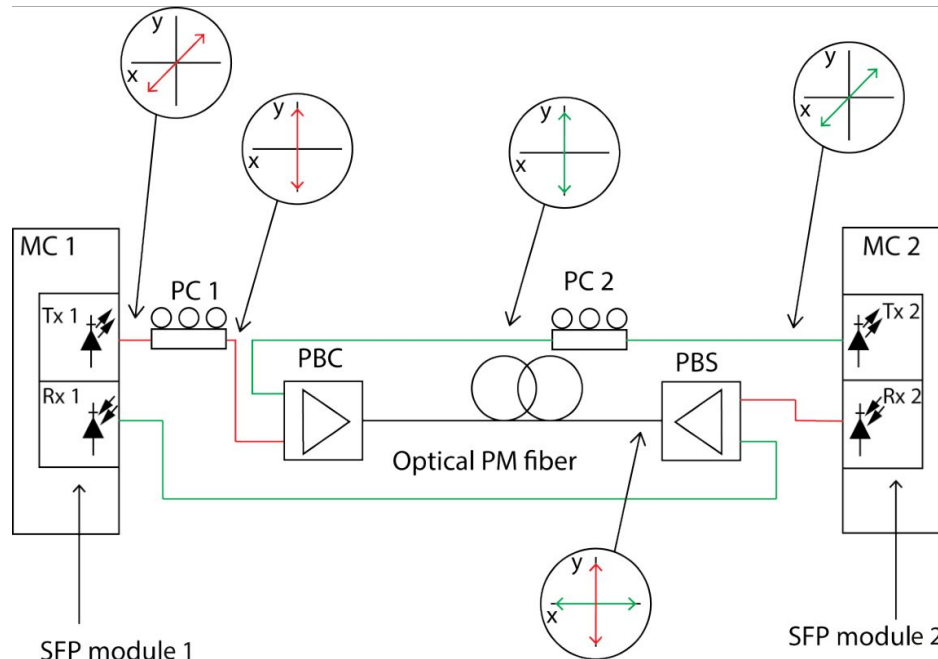 y
x
y
x
y
x
y
x
MC 1
MC 2
PC 1
PC 2
Tx 1
Tx 2
PBC
PBS
Rx 1
Rx 2
Optical PM fiber
y
x
SFP module 1
SFP module 2